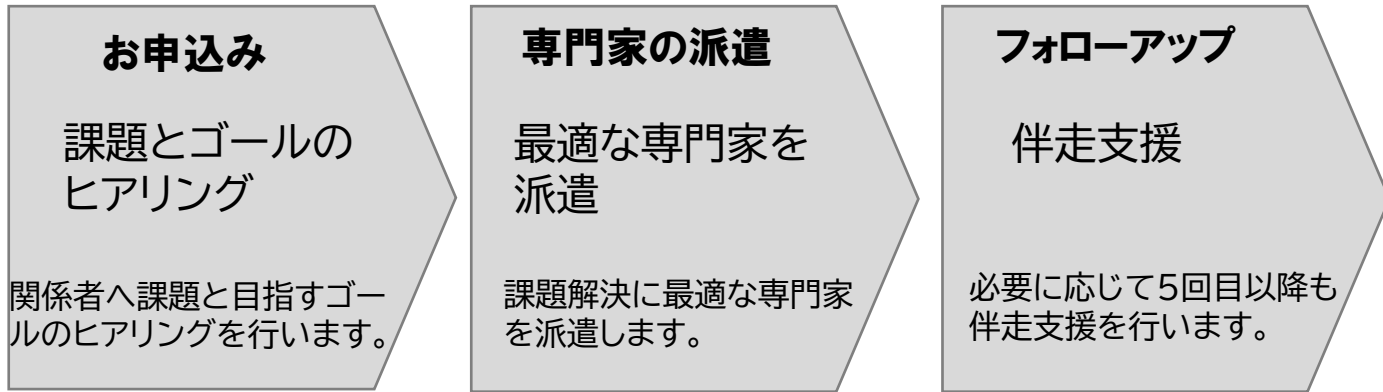 お申込み
課題とゴールの
ヒアリング
関係者へ課題と目指すゴー
ルのヒアリングを行います。
専門家の派遣
最適な専門家を
派遣
課題解決に最適な専門家
を派遣します。
フォローアップ
伴走支援
必要に応じて5回目以降も
伴走支援を行います。